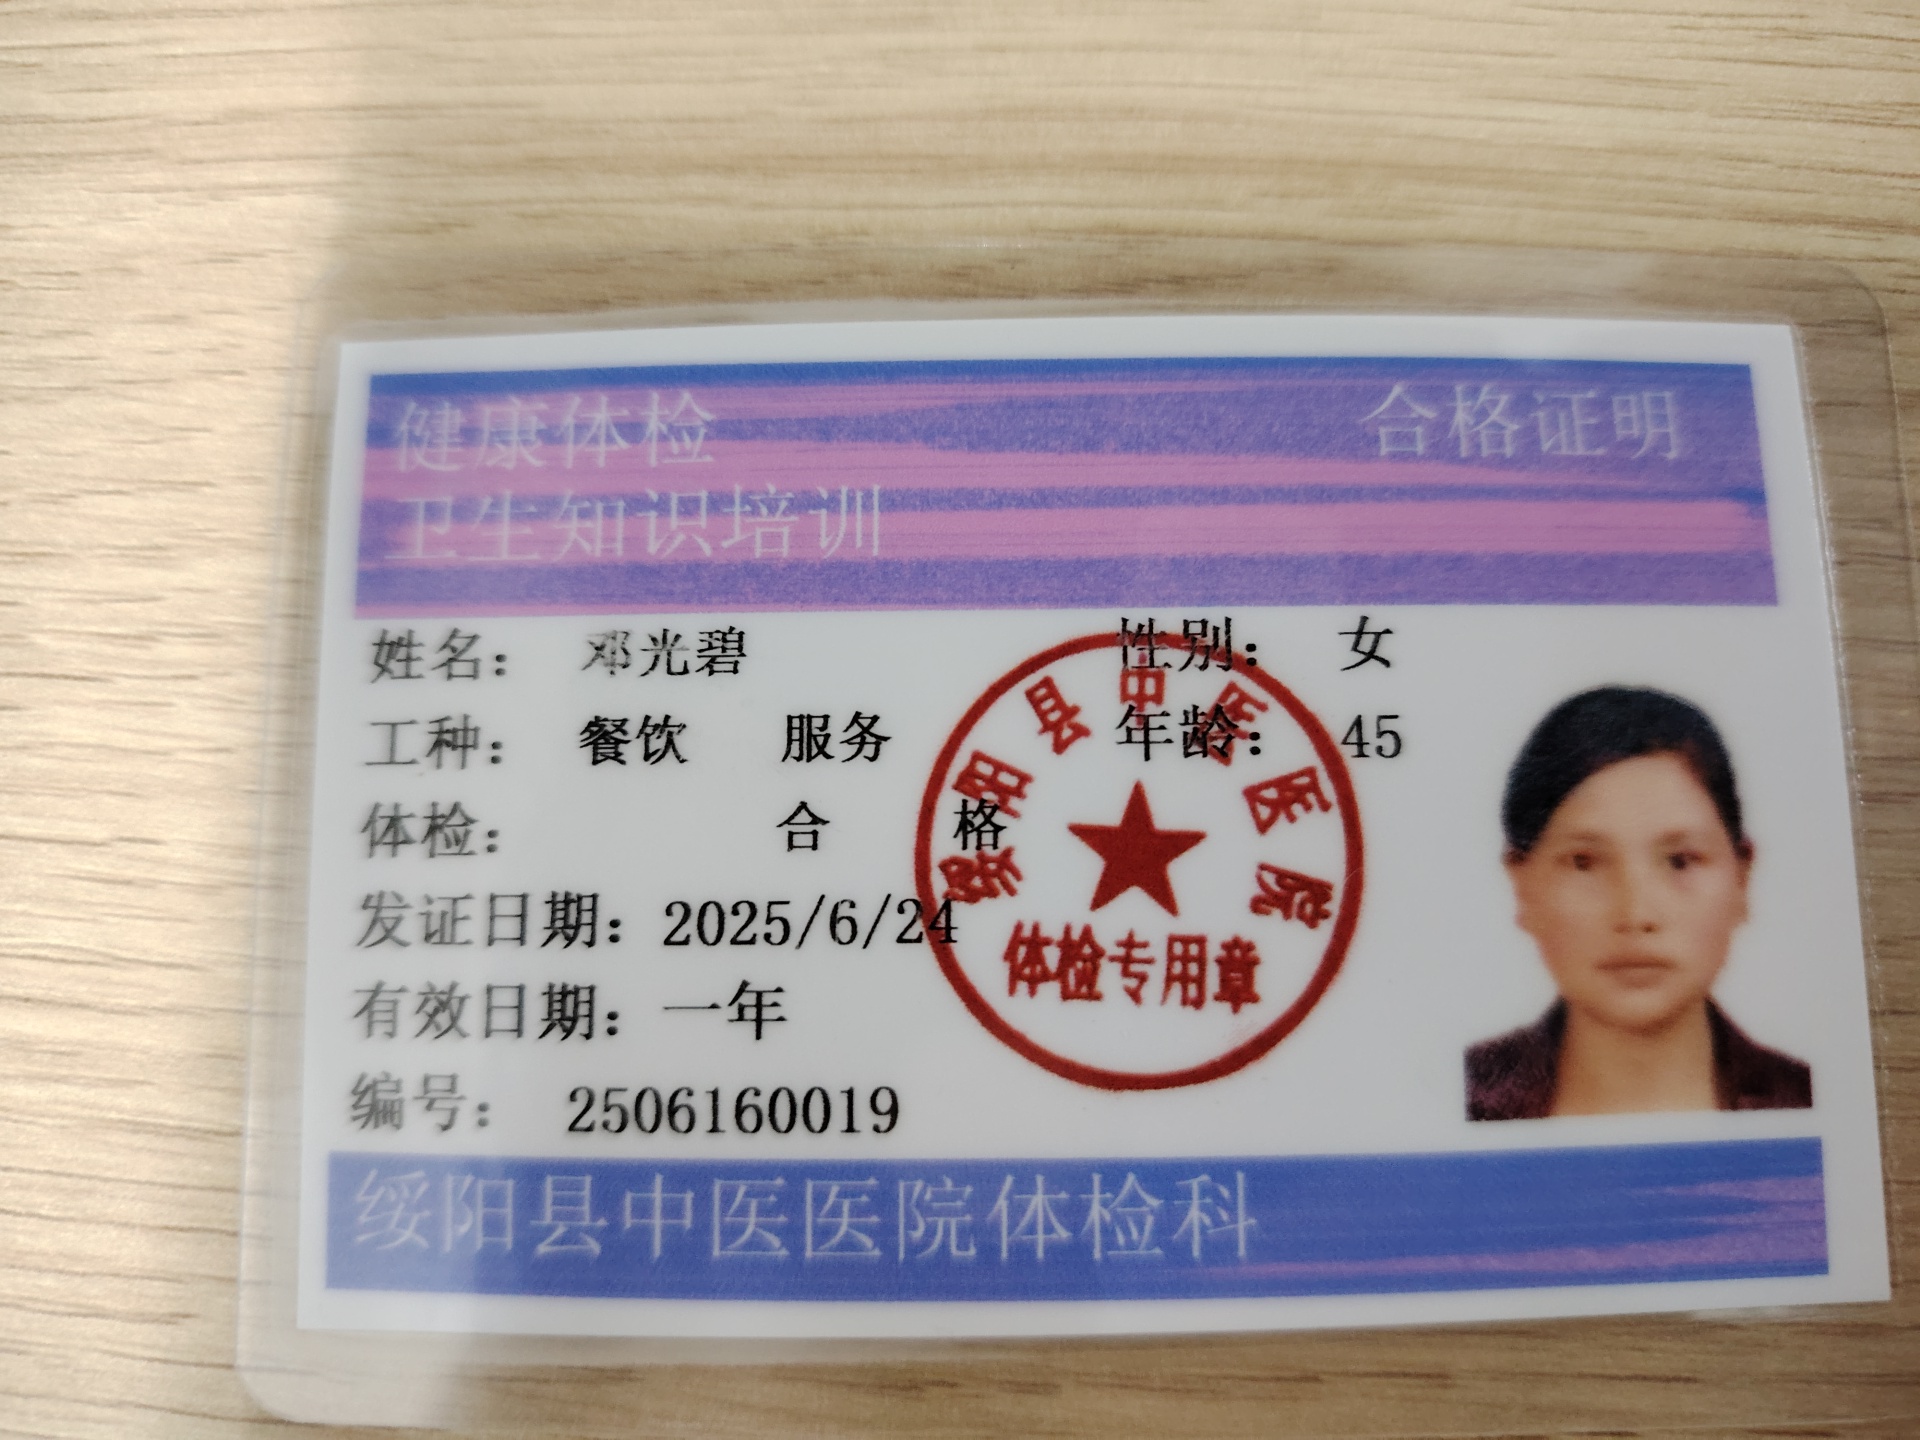 健康体检 合格证明
卫生知识培训
姓名： 邓光碧 性别： 女
工种： 餐饮 服务 年龄： 45
体检： 合 格
发证日期：2025/6/24
有效日期：一年
编号： 2506160019
绥阳县中医医院
体检专用章
绥阳县中医医院体检科